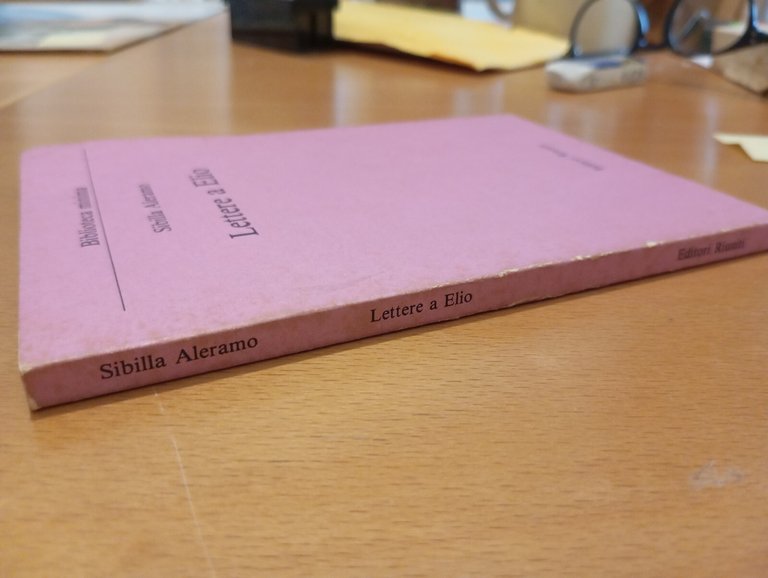 Biblioteca minima
Sibilla Aleramo
Lettere a Elio
Sibilla Aleramo
Lettere a Elio
Editori Riuniti